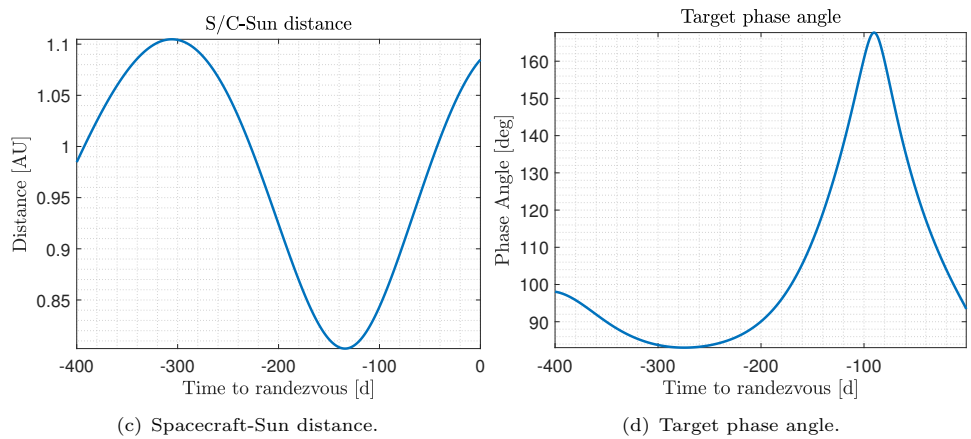 S/C-Sun distance
1.1
1.05
1
0.95
0.9
0.85
Distance [AU]
-400
-300
-200
-100
0
Time to randezvous [d]
(c) Spacecraft-Sun distance.
Target phase angle
160
150
140
130
120
110
100
90
Phase Angle [deg]
-400
-300
-200
-100
Time to randezvous [d]
(d) Target phase angle.